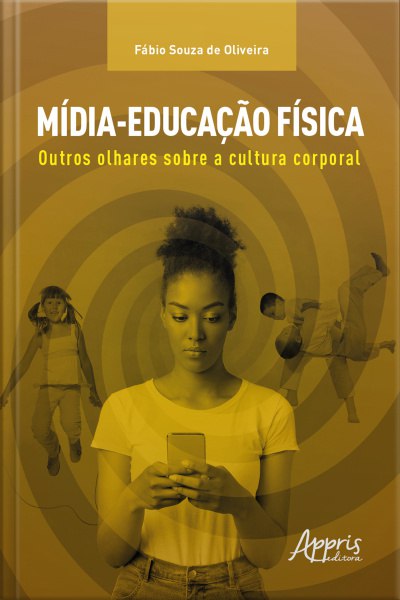 Fábio Souza de Oliveira
MÍDIA-EDUCAÇÃO FÍSICA
Outros olhares sobre a cultura corporal
Appris
editora